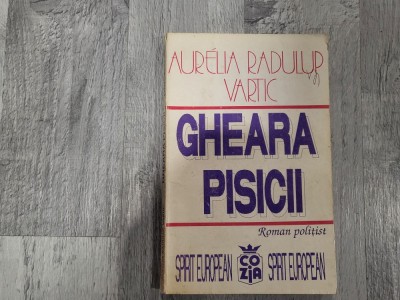 AURÉLIA RADULUP
VARTIC
GHEARA
PISICII
Roman polițist
SPIRIT EUROPEAN COZIA SPIRIT EUROPEAN